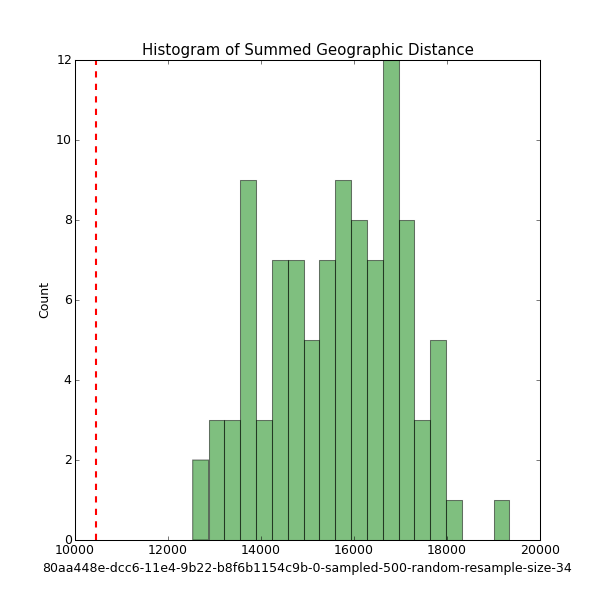 Histogram of Summed Geographic Distance
12
10
8
6
4
2
0
Count
10000 12000 14000 16000 18000 20000
80aa448e-dcc6-11e4-9b22-b8f6b1154c9b-0-sampled-500-random-resample-size-34